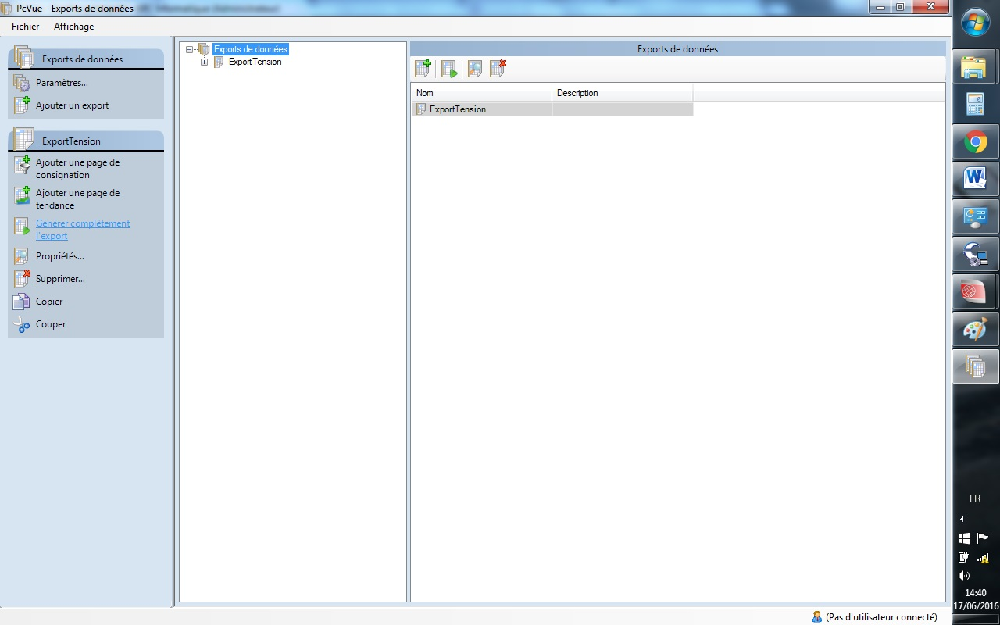 PcVue - Exports de données
Fichier Affichage
Exports de données
Paramètres...
Ajouter un export
ExportTension
Ajouter une page de
consignation
Ajouter une page de
tendance
Générer complètement
l'export
Propriétés...
Supprimer...
Copier
Couper
Exports de données
ExportTension
Exports de données
Nom Description
ExportTension
FR
14:40
17/06/2016
(Pas d'utilisateur connecté)